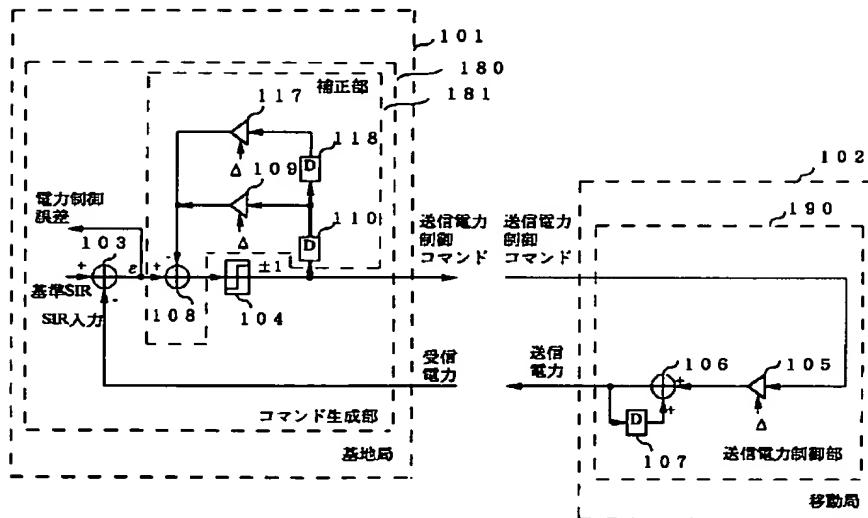 101
180
補正部
181
117
118
D
Δ
109
102
電力制御
誤差
110
送信電力
制御
コマンド
送信電力
制御
コマンド
190
103
Δ
D
+
ε
+
-
±1
基準SIR
-
108
104
SIR入力
受信
電力
送信
電力
106
105
+
+
D
Δ
コマンド生成部
107
送信電力制御部
基地局
移動局